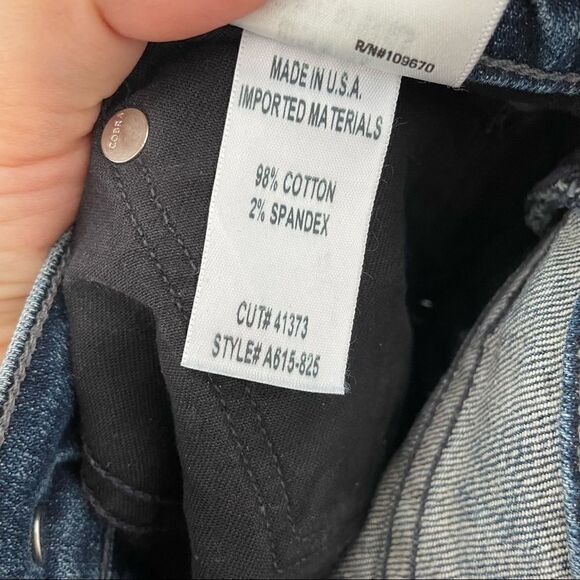 R/N#109670
MADE IN U.S.A.
IMPORTED MATERIALS
98% COTTON
2% SPANDEX
CUT# 41373
STYLE# A615-825
COBRA